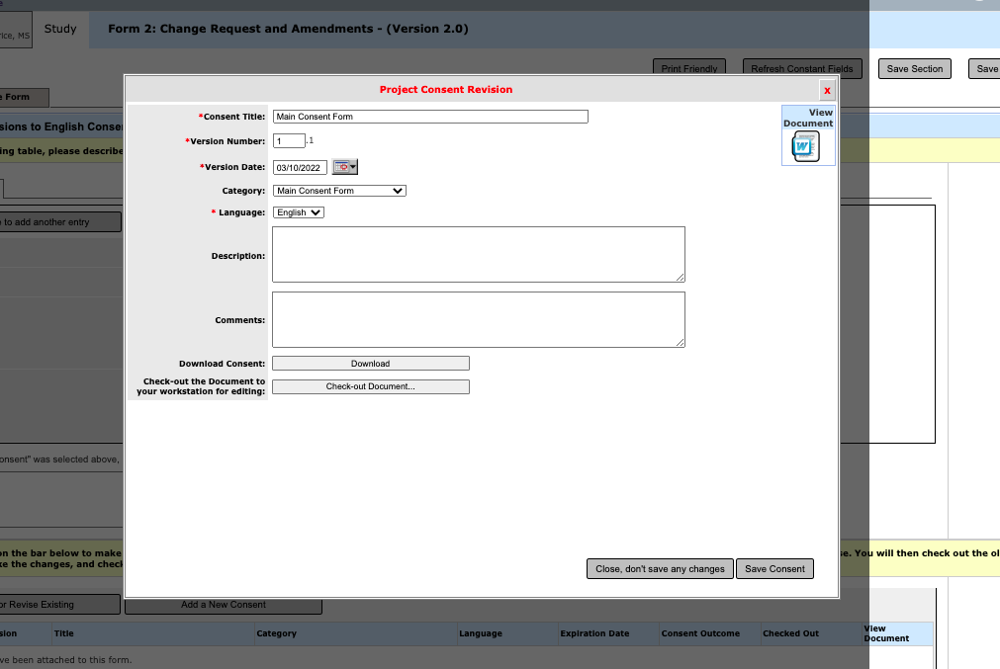 rice, MS
Study
Form 2: Change Request and Amendments - (Version 2.0)
Print Friendly
Refresh Constant Fields
Save Section
Save
e Form
Project Consent Revision
x
sions to English Conse
ing table, please describe
*Consent Title:
Main Consent Form
View
Document
*Version Number:
1
.1
*Version Date:
03/10/2022
Category:
Main Consent Form
* Language:
English
e to add another entry
Description:
Comments:
Download Consent:
Download
Check-out the Document to
your workstation for editing:
Check-out Document...
onsent" was selected above,
on the bar below to make
se. You will then check out the ol
ke the changes, and check
Close, don't save any changes
Save Consent
or Revise Existing
Add a New Consent
sion
Title
Category
Language
Expiration Date
Consent Outcome
Checked Out
View
Document
ve been attached to this form.